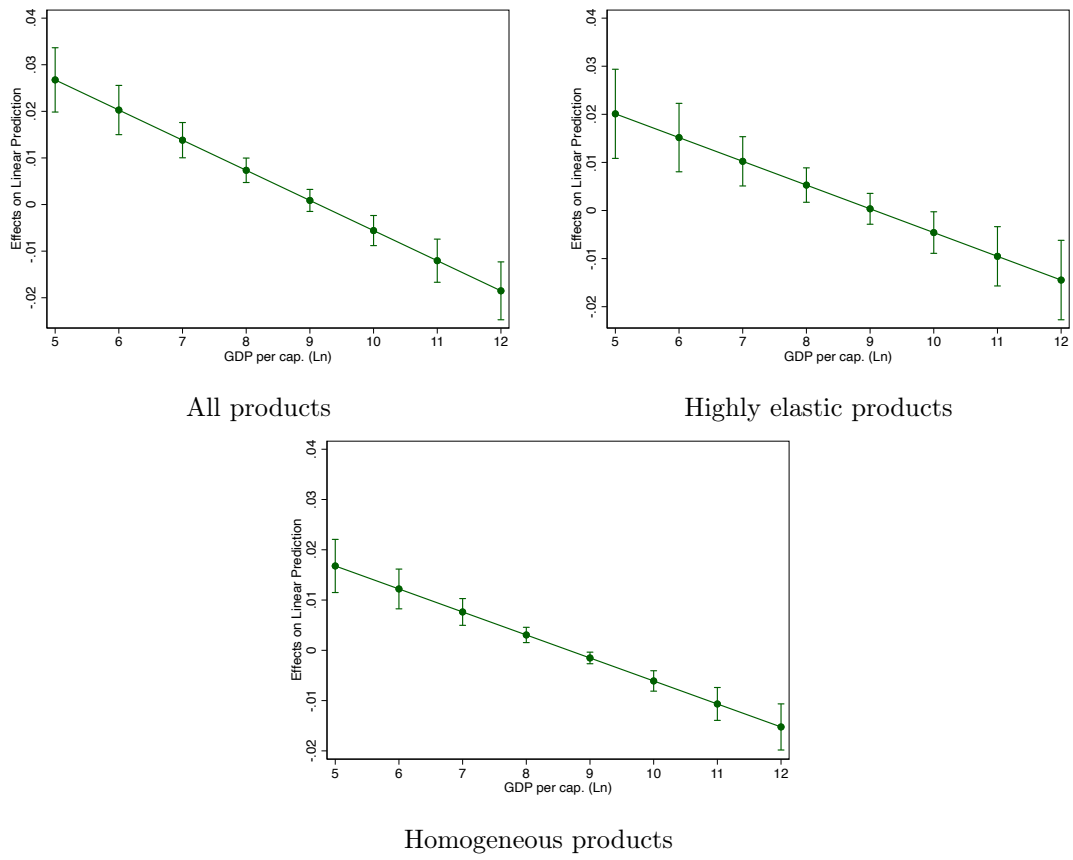 Effects on Linear Prediction
.04
.03
.02
.01
0
-.01
-.02
5 6 7 8 9 10 11 12
GDP per cap. (Ln)
All products
Effects on Linear Prediction
.04
.03
.02
.01
0
-.01
-.02
5 6 7 8 9 10 11 12
GDP per cap. (Ln)
Highly elastic products
Effects on Linear Prediction
.04
.03
.02
.01
0
-.01
-.02
5 6 7 8 9 10 11 12
GDP per cap. (Ln)
Homogeneous products